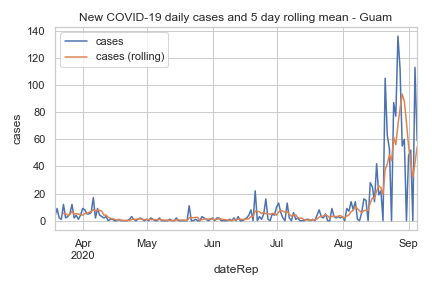 New COVID-19 daily cases and 5 day rolling mean - Guam
cases
cases (rolling)
140
120
100
80
60
40
20
0
cases
Apr
2020
May
Jun
Jul
Aug
Sep
dateRep